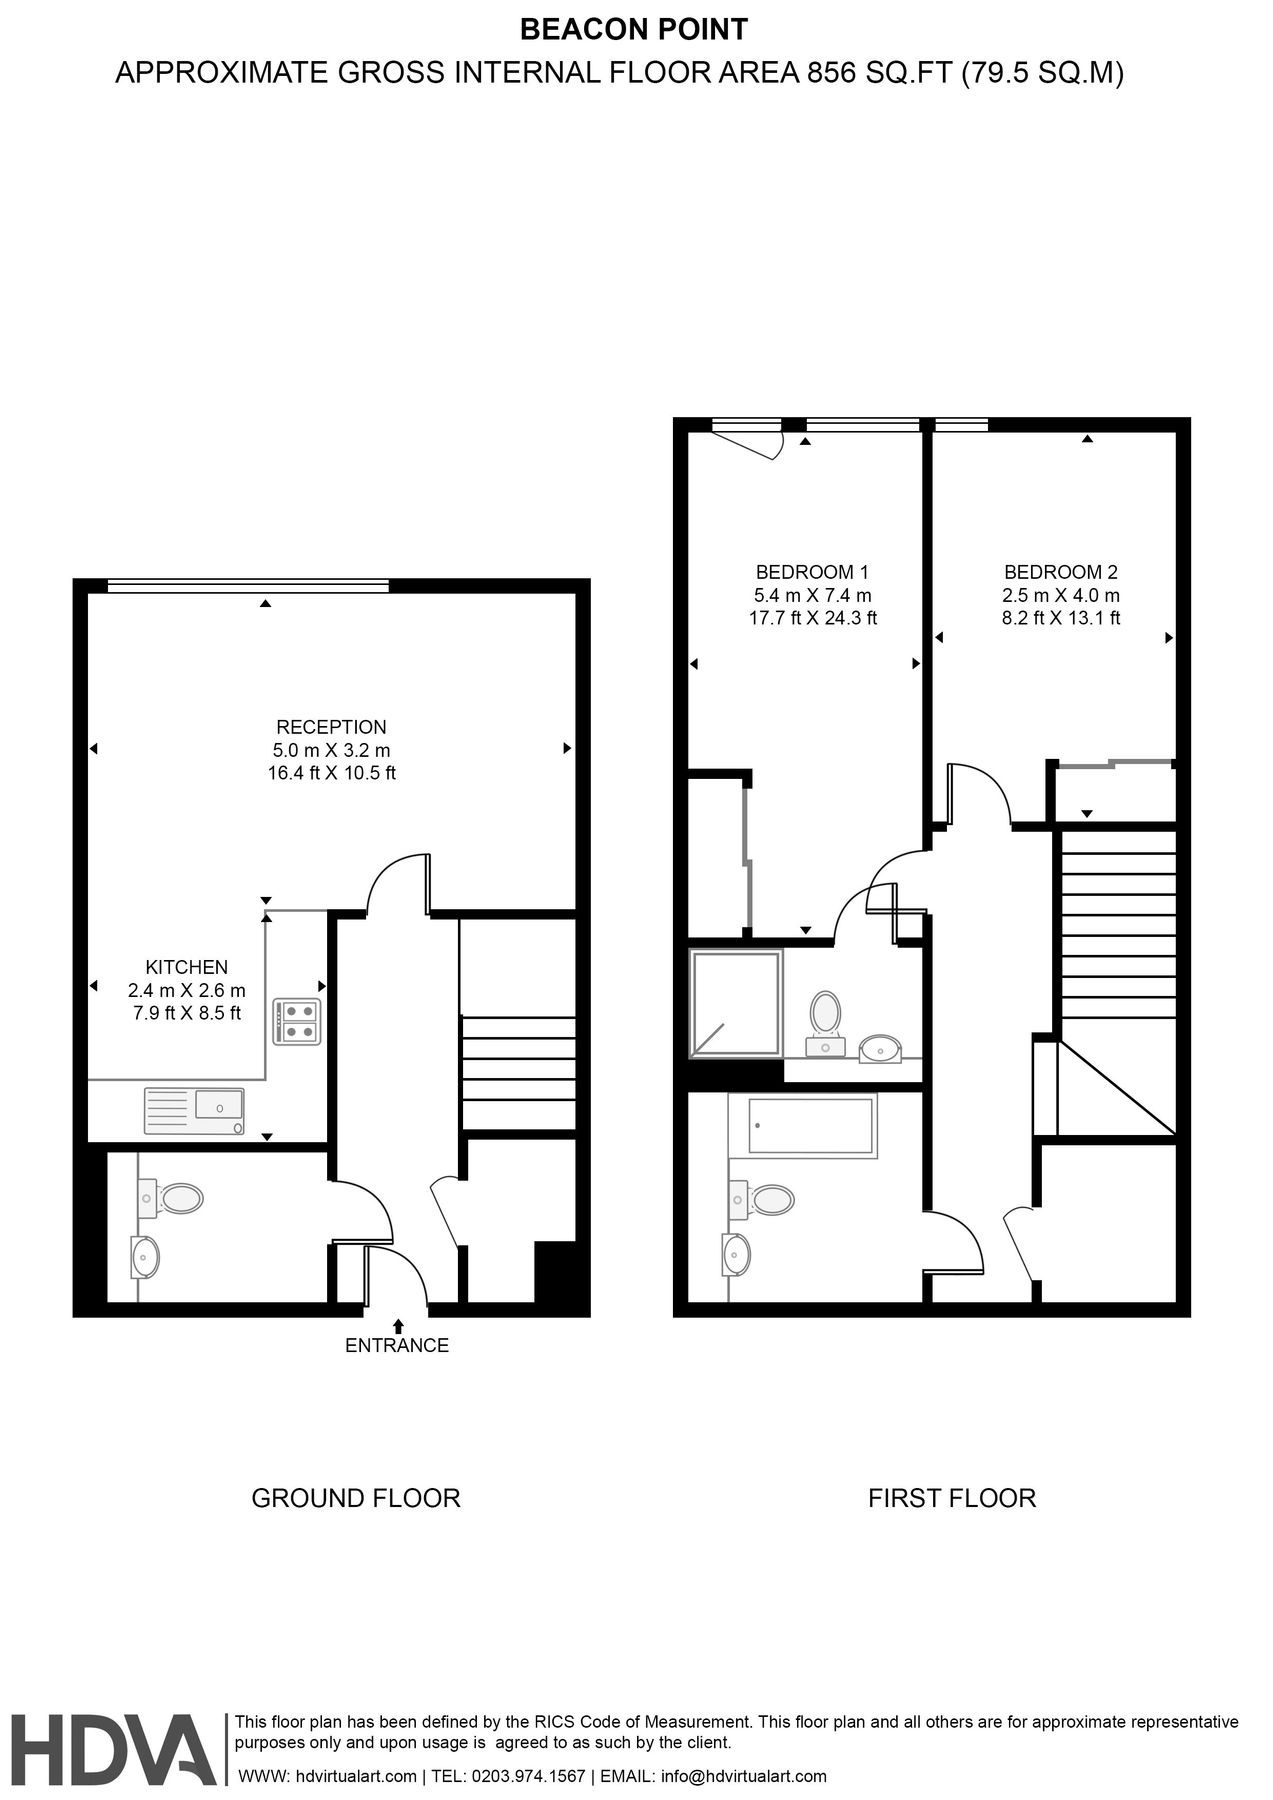 BEACON POINT
APPROXIMATE GROSS INTERNAL FLOOR AREA 856 SQ.FT (79.5 SQ.M)
BEDROOM 1
5.4 m X 7.4 m
17.7 ft X 24.3 ft
BEDROOM 2
2.5 m X 4.0 m
8.2 ft X 13.1 ft
RECEPTION
5.0 m X 3.2 m
16.4 ft X 10.5 ft
KITCHEN
2.4 m X 2.6 m
7.9 ft X 8.5 ft
ENTRANCE
GROUND FLOOR
FIRST FLOOR
HDVA
This floor plan has been defined by the RICS Code of Measurement. This floor plan and all others are for approximate representative
purposes only and upon usage is agreed to as such by the client.
WWW: hdvirtualart.com | TEL: 0203.974.1567 | EMAIL: info@hdvirtualart.com